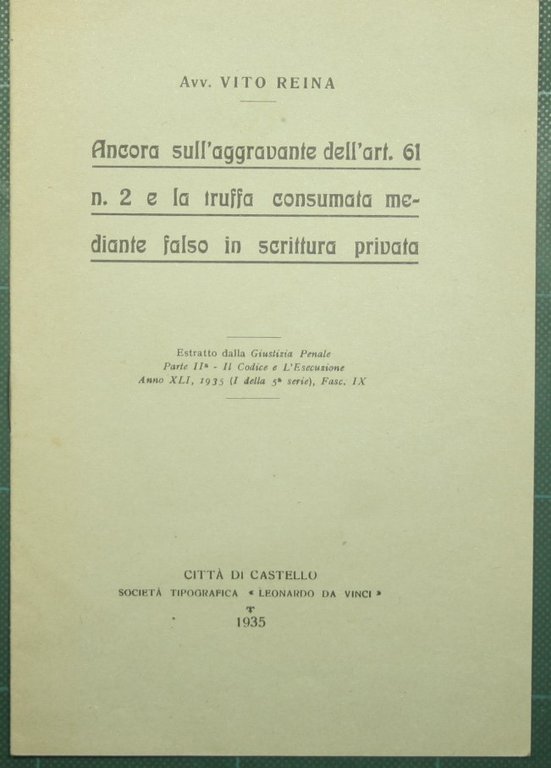 Avv. VITO REINA
Ancora sull'aggravante dell'art. 61
n. 2 e la truffa consumata me-
diante falso in scrittura privata
Estratto dalla Giustizia Penale
Parte IIª - Il Codice e L'Esecuzione
Anno XLI, 1935 (I della 5ª serie), Fasc. IX
CITTÀ DI CASTELLO
SOCIETÀ TIPOGRAFICA « LEONARDO DA VINCI »
1935